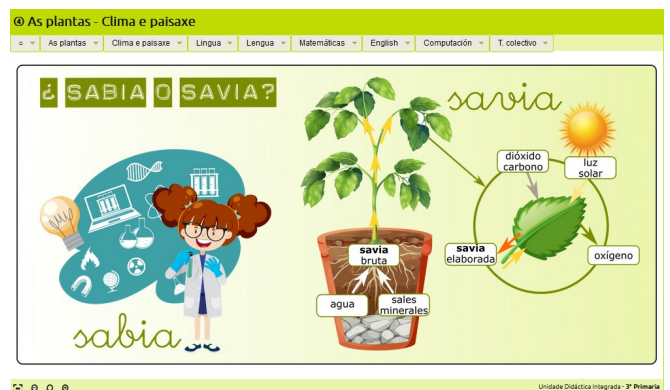 ④ As plantas - Clima e paisaxe
As plantas
Clima e paisaxe
Lingua
Lengua
Matemáticas
English
Computación
T. colectivo
¿ SABIA O SAVIA?
savia
dióxido
carbono
luz
solar
savia
elaborada
oxígeno
savia
bruta
agua
sales
minerales
sabia
Unidade Didáctica Integrada - 3º Primaria